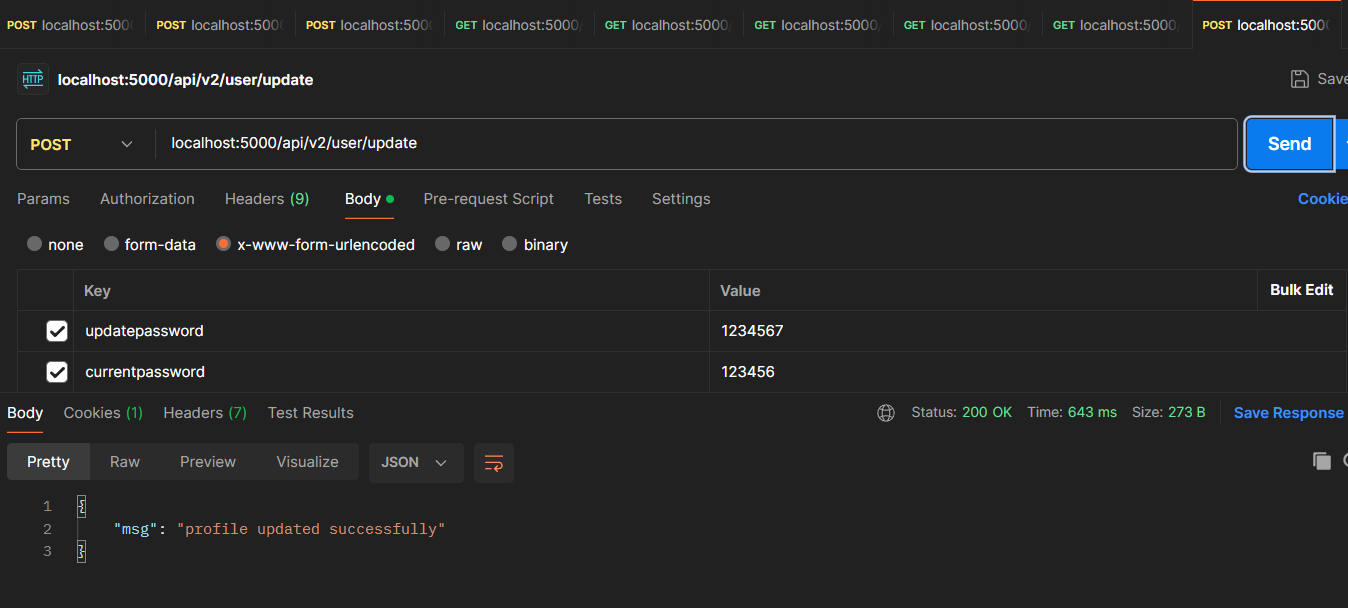 POST localhost:500 POST localhost:500 POST localhost:500 GET localhost:5000/ GET localhost:5000/ GET localhost:5000/ GET localhost:5000/ GET localhost:5000/ POST localhost:500
HTTP localhost:5000/api/v2/user/update Save
POST localhost:5000/api/v2/user/update Send
Params Authorization Headers (9) Body Pre-request Script Tests Settings Cookie
none form-data x-www-form-urlencoded raw binary
Key Value Bulk Edit
updatepassword 1234567
currentpassword 123456
Body Cookies (1) Headers (7) Test Results Status: 200 OK Time: 643 ms Size: 273 B Save Response
Pretty Raw Preview Visualize JSON
1 {
2 "msg": "profile updated successfully"
3 }